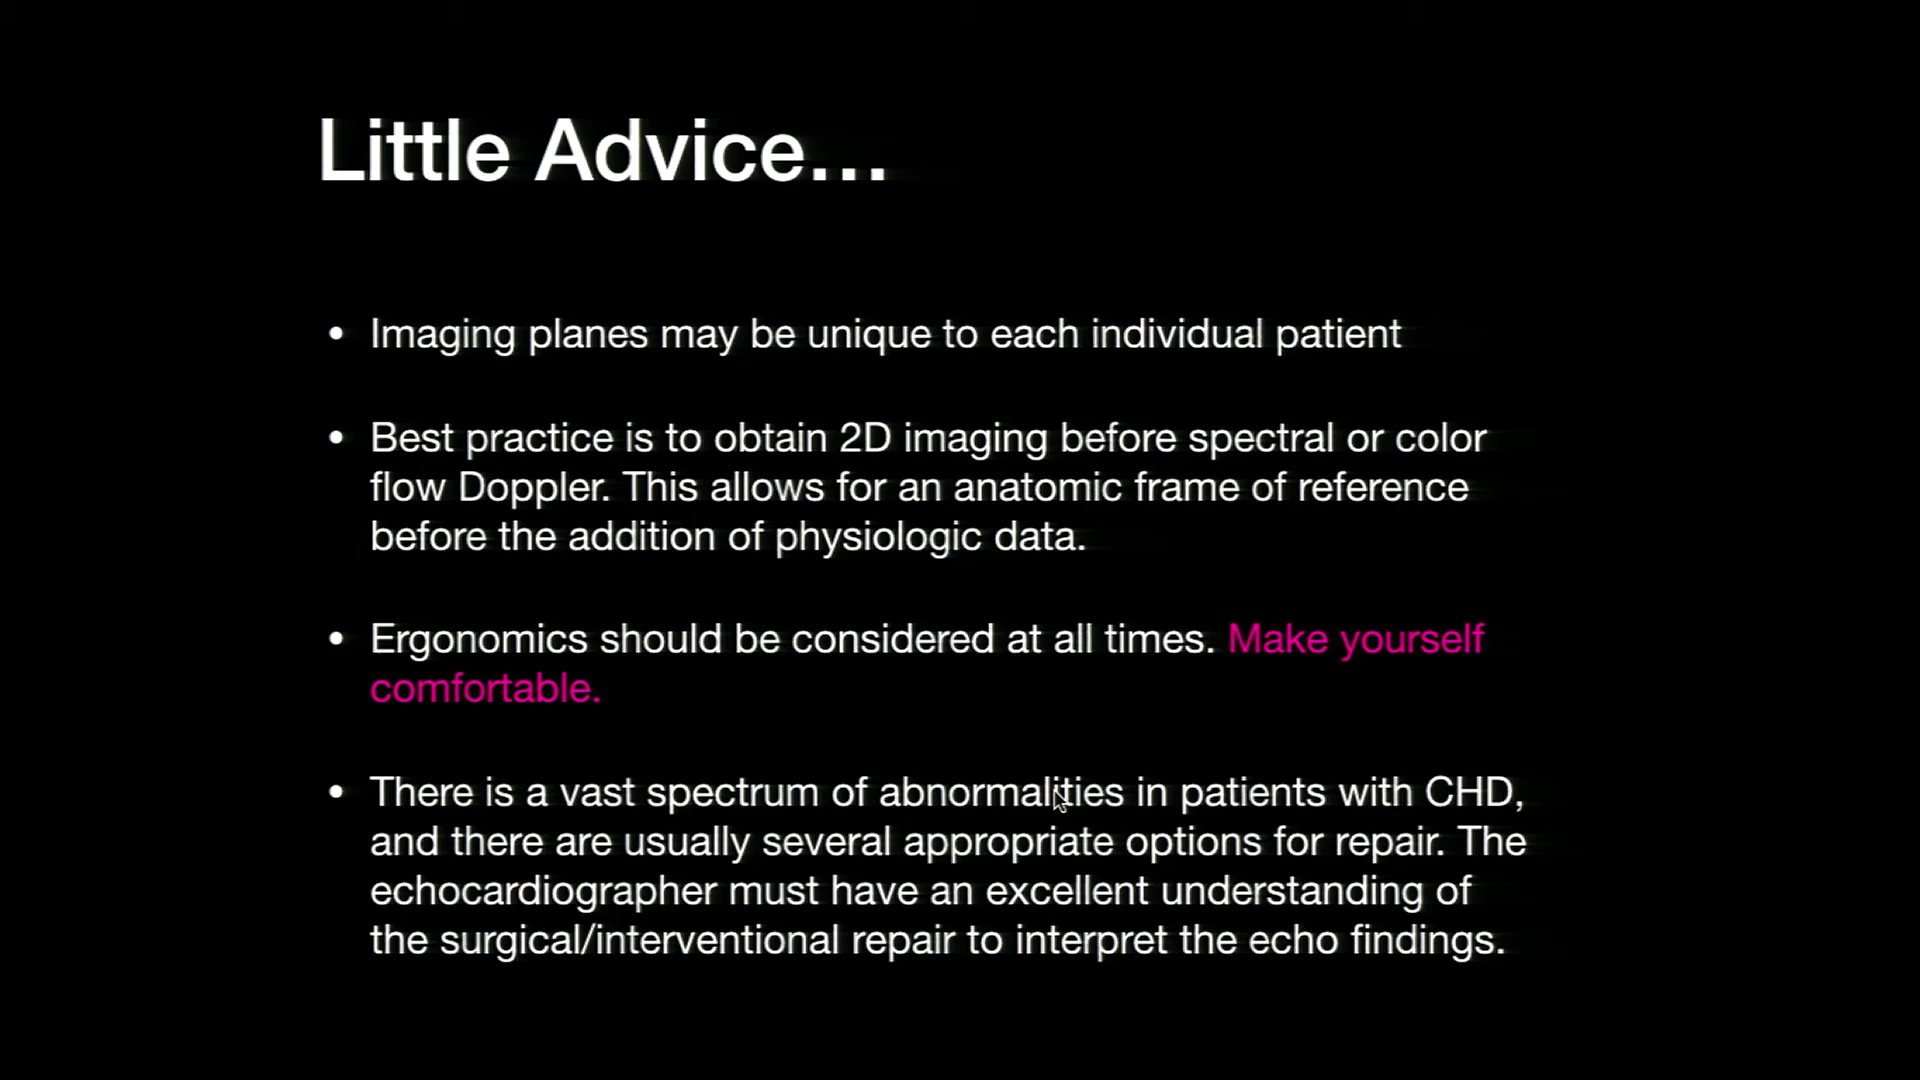 Little Advice...
• Imaging planes may be unique to each individual patient
• Best practice is to obtain 2D imaging before spectral or color
flow Doppler. This allows for an anatomic frame of reference
before the addition of physiologic data.
• Ergonomics should be considered at all times. Make yourself
comfortable.
• There is a vast spectrum of abnormalities in patients with CHD,
and there are usually several appropriate options for repair. The
echocardiographer must have an excellent understanding of
the surgical/interventional repair to interpret the echo findings.